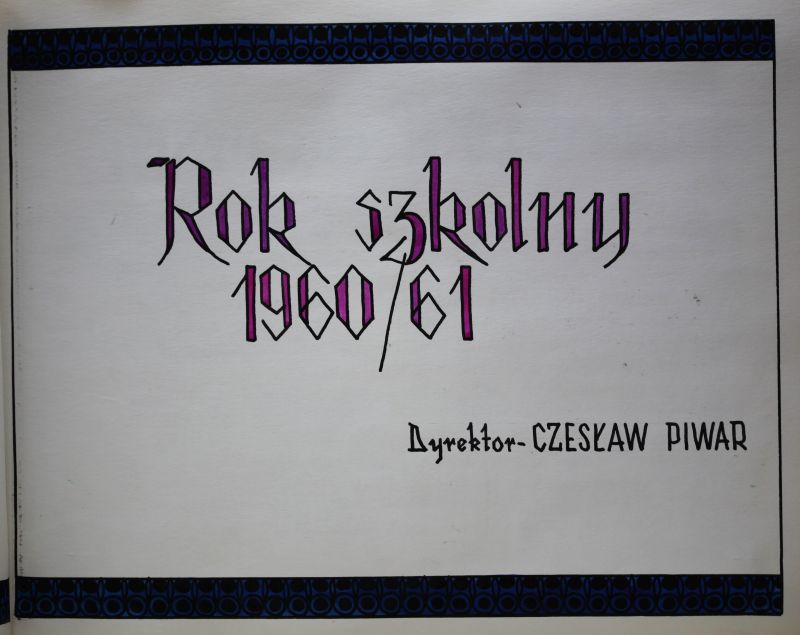 Rok szkolny
1960/61
Dyrektor- CZESŁAW PIWAR